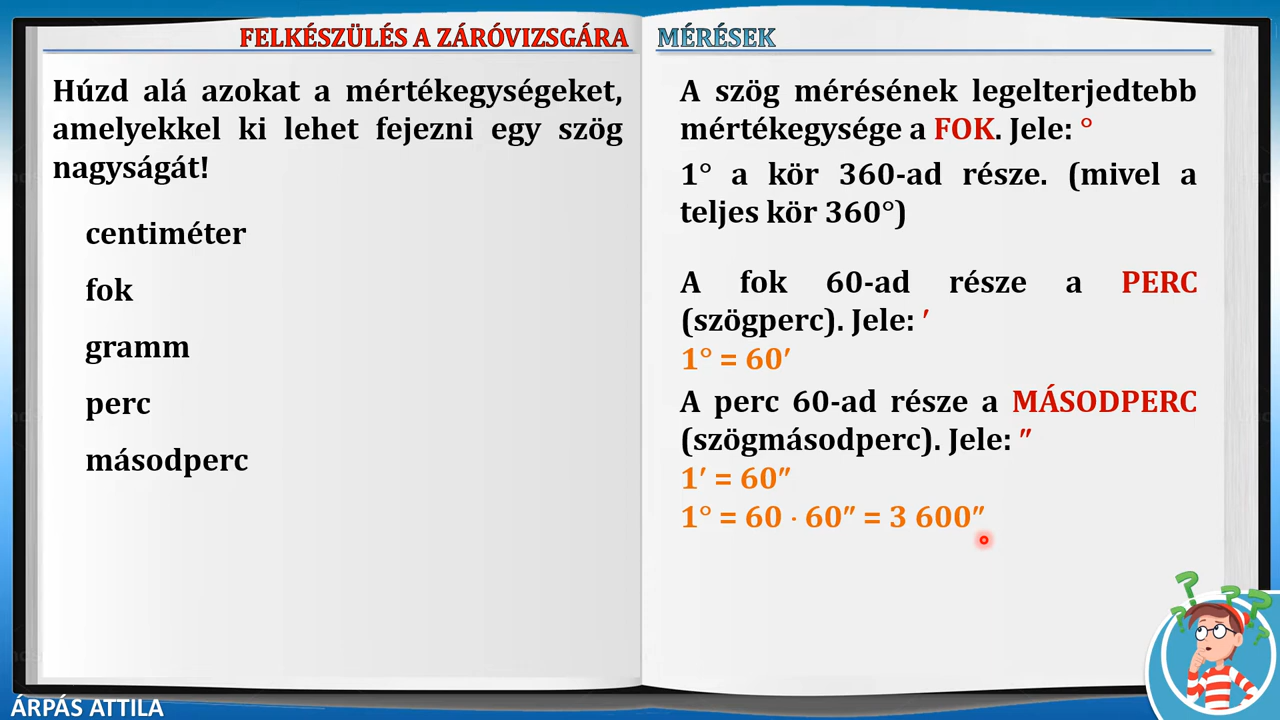 FELKÉSZÜLÉS A ZÁRÓVIZSGÁRA
Húzd alá azokat a mértékegységeket,
amelyekkel ki lehet fejezni egy szög
nagyságát!
centiméter
fok
gramm
perc
másodperc
MÉRÉSEK
A szög mérésének legelterjedtebb
mértékegysége a FOK. Jele: °
1° a kör 360-ad része. (mivel a
teljes kör 360°)
A fok 60-ad része a PERC
(szögperc). Jele: ′
1° = 60′
A perc 60-ad része a MÁSODPERC
(szögmásodperc). Jele: ″
1′ = 60″
1° = 60 · 60″ = 3 600″
? ? ? ?
ÁRPÁS ATTILA